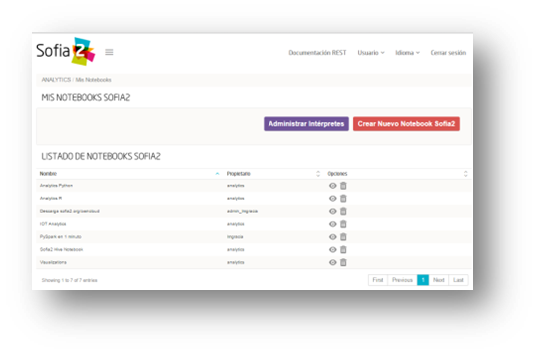 Sofia2
Documentación REST Usuario Idioma Cerrar sesión
ANALYTICS / Mis Notebooks
MIS NOTEBOOKS SOFIA2
Administrar Intérpretes Crear Nuevo Notebook Sofia2
LISTADO DE NOTEBOOKS SOFIA2
Nombre Propietario Opciones
Analytics Python analytics
Analytics R analytics
Descarga sofia2.org/siencloud
IOT Analytics analytics
PySpark en 1 minuto
Sofia2 Hive Notebook analytics
Visualizations analytics
Showing 1 to 7 of 7 entries
First Previous 1 Next Last